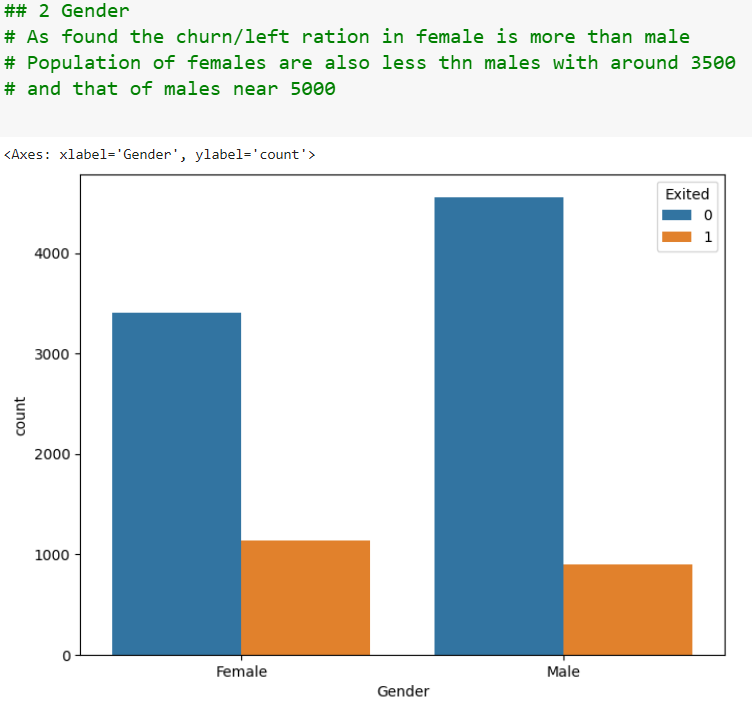 ## 2 Gender
# As found the churn/left ration in female is more than male
# Population of females are also less thn males with around 3500
# and that of males near 5000
<Axes: xlabel='Gender', ylabel='count'>
Exited
0
1
4000
3000
2000
1000
0
count
Female
Male
Gender